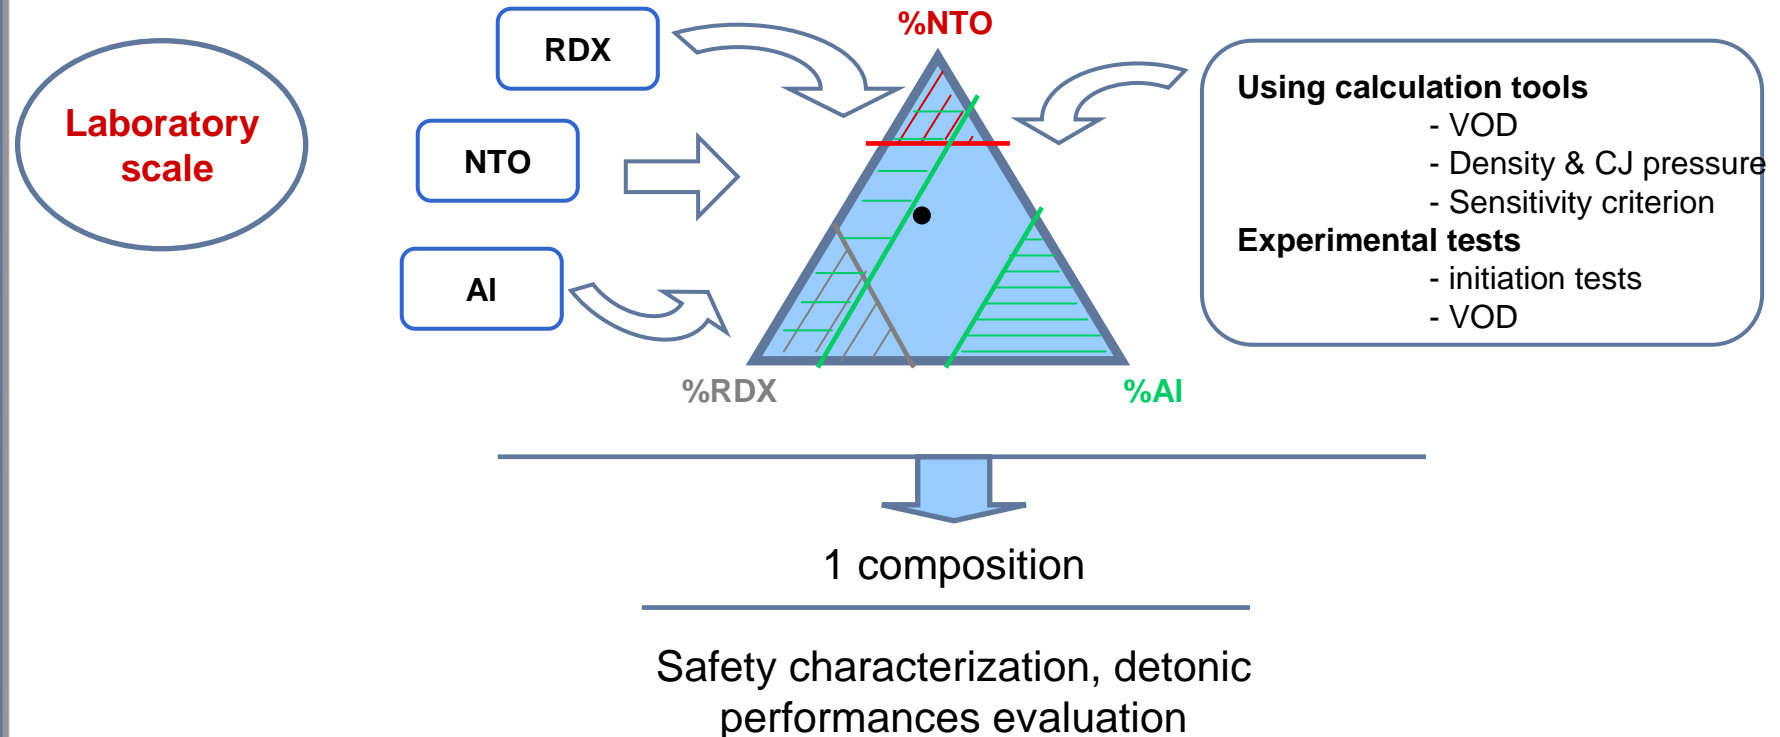 Laboratory
scale
RDX
NTO
Al
%NTO
%RDX
%Al
Using calculation tools
- VOD
- Density & CJ pressure
- Sensitivity criterion
Experimental tests
- initiation tests
- VOD
1 composition
Safety characterization, detonic
performances evaluation